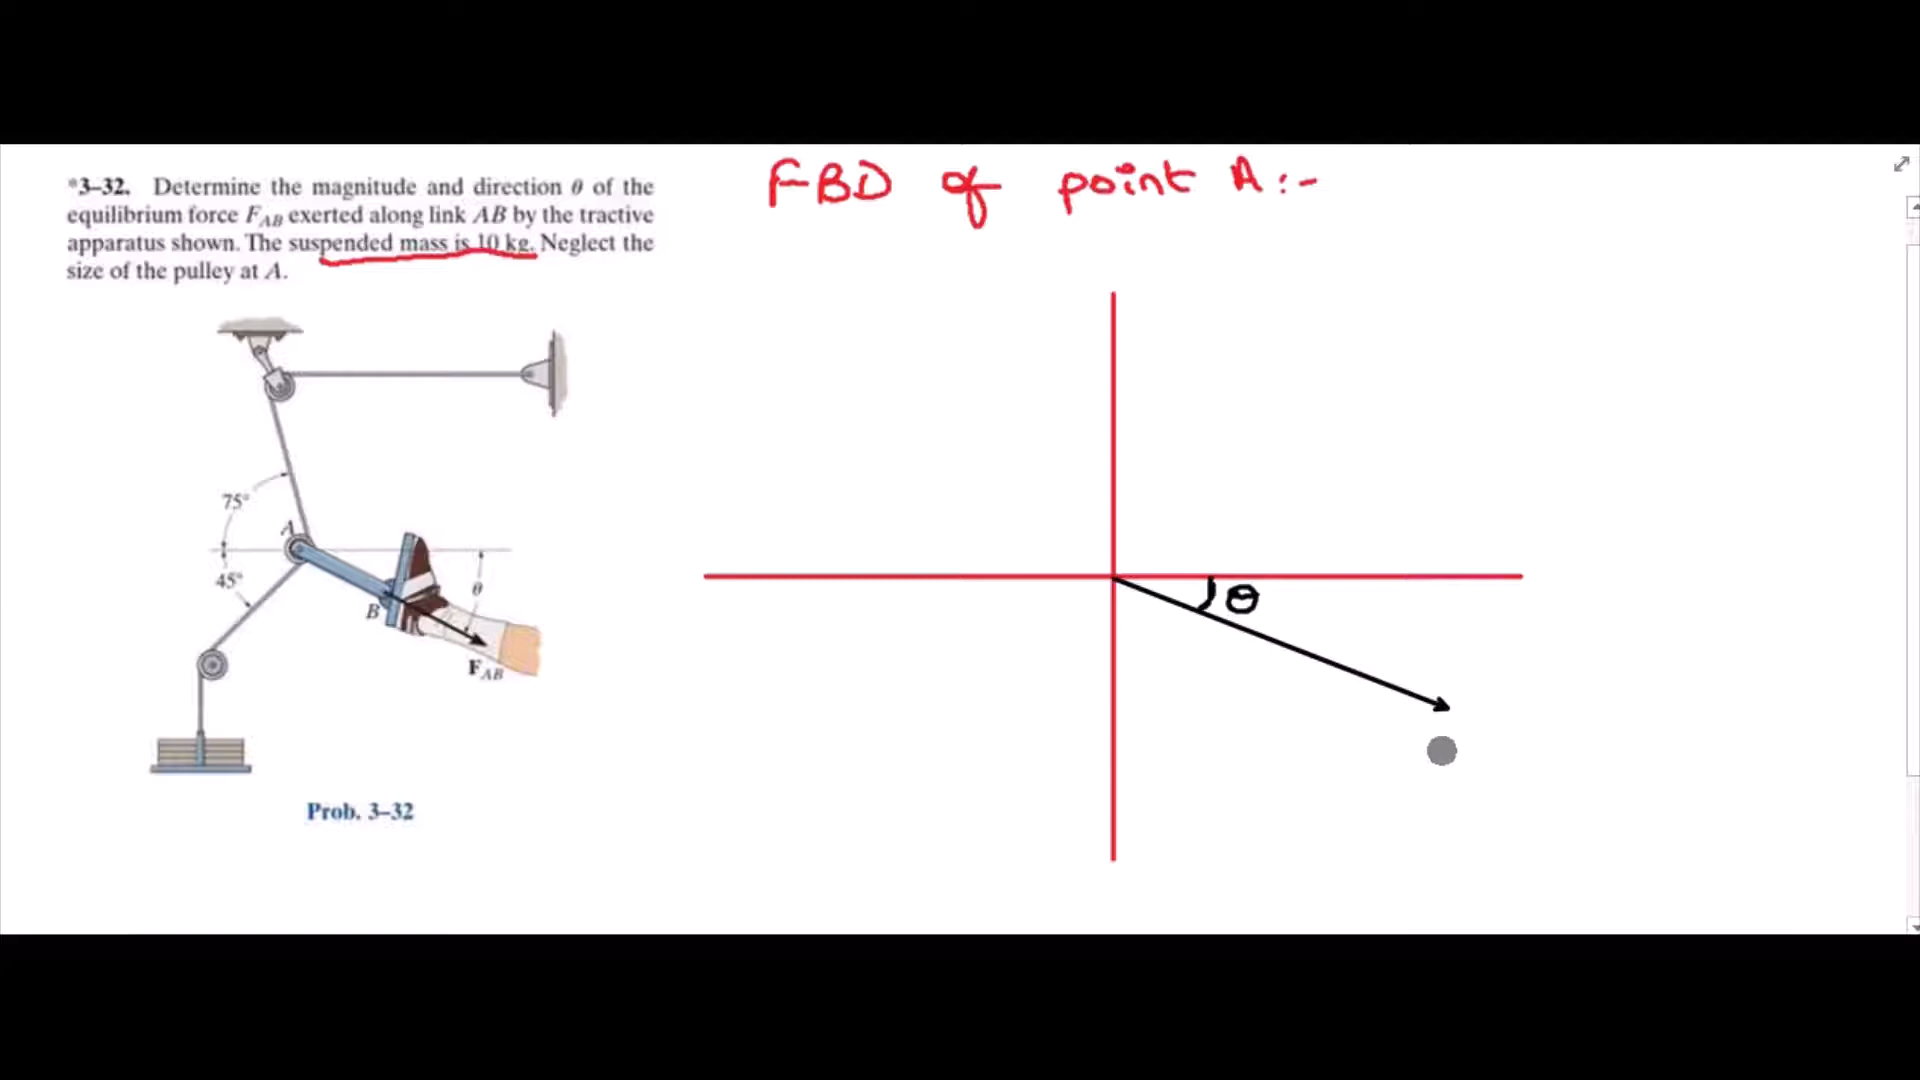 *3–32. Determine the magnitude and direction θ of the
equilibrium force F_AB exerted along link AB by the tractive
apparatus shown. The suspended mass is 10 kg. Neglect the
size of the pulley at A.
75°
A
45°
θ
B
F_AB
Prob. 3–32
FBD of point A:-
θ